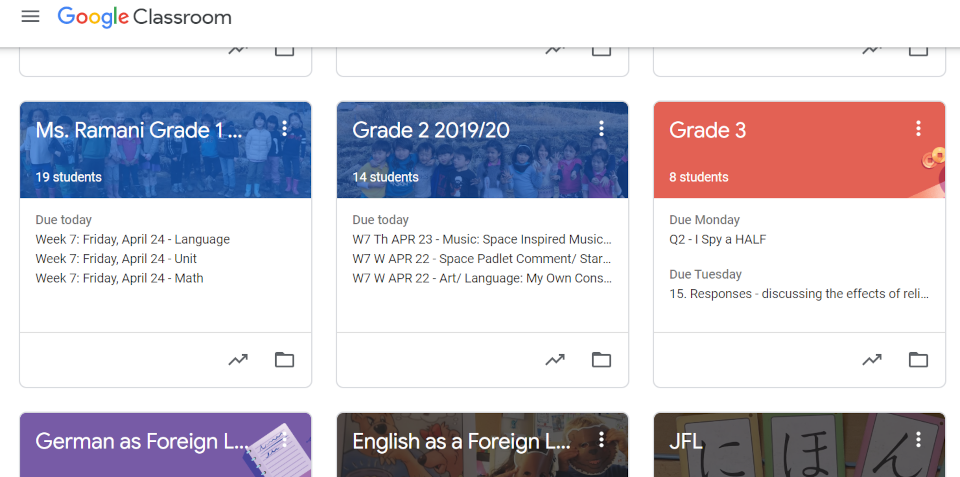 Google Classroom
Ms. Ramani Grade 1 ...
19 students
Due today
Week 7: Friday, April 24 - Language
Week 7: Friday, April 24 - Unit
Week 7: Friday, April 24 - Math
Grade 2 2019/20
14 students
Due today
W7 Th APR 23 - Music: Space Inspired Music...
W7 W APR 22 - Space Padlet Comment/ Star...
W7 W APR 22 - Art/ Language: My Own Cons...
Grade 3
8 students
Due Monday
Q2 - I Spy a HALF
Due Tuesday
15. Responses - discussing the effects of reli...
German as Foreign L...
English as a Foreign L...
JFL
にほん